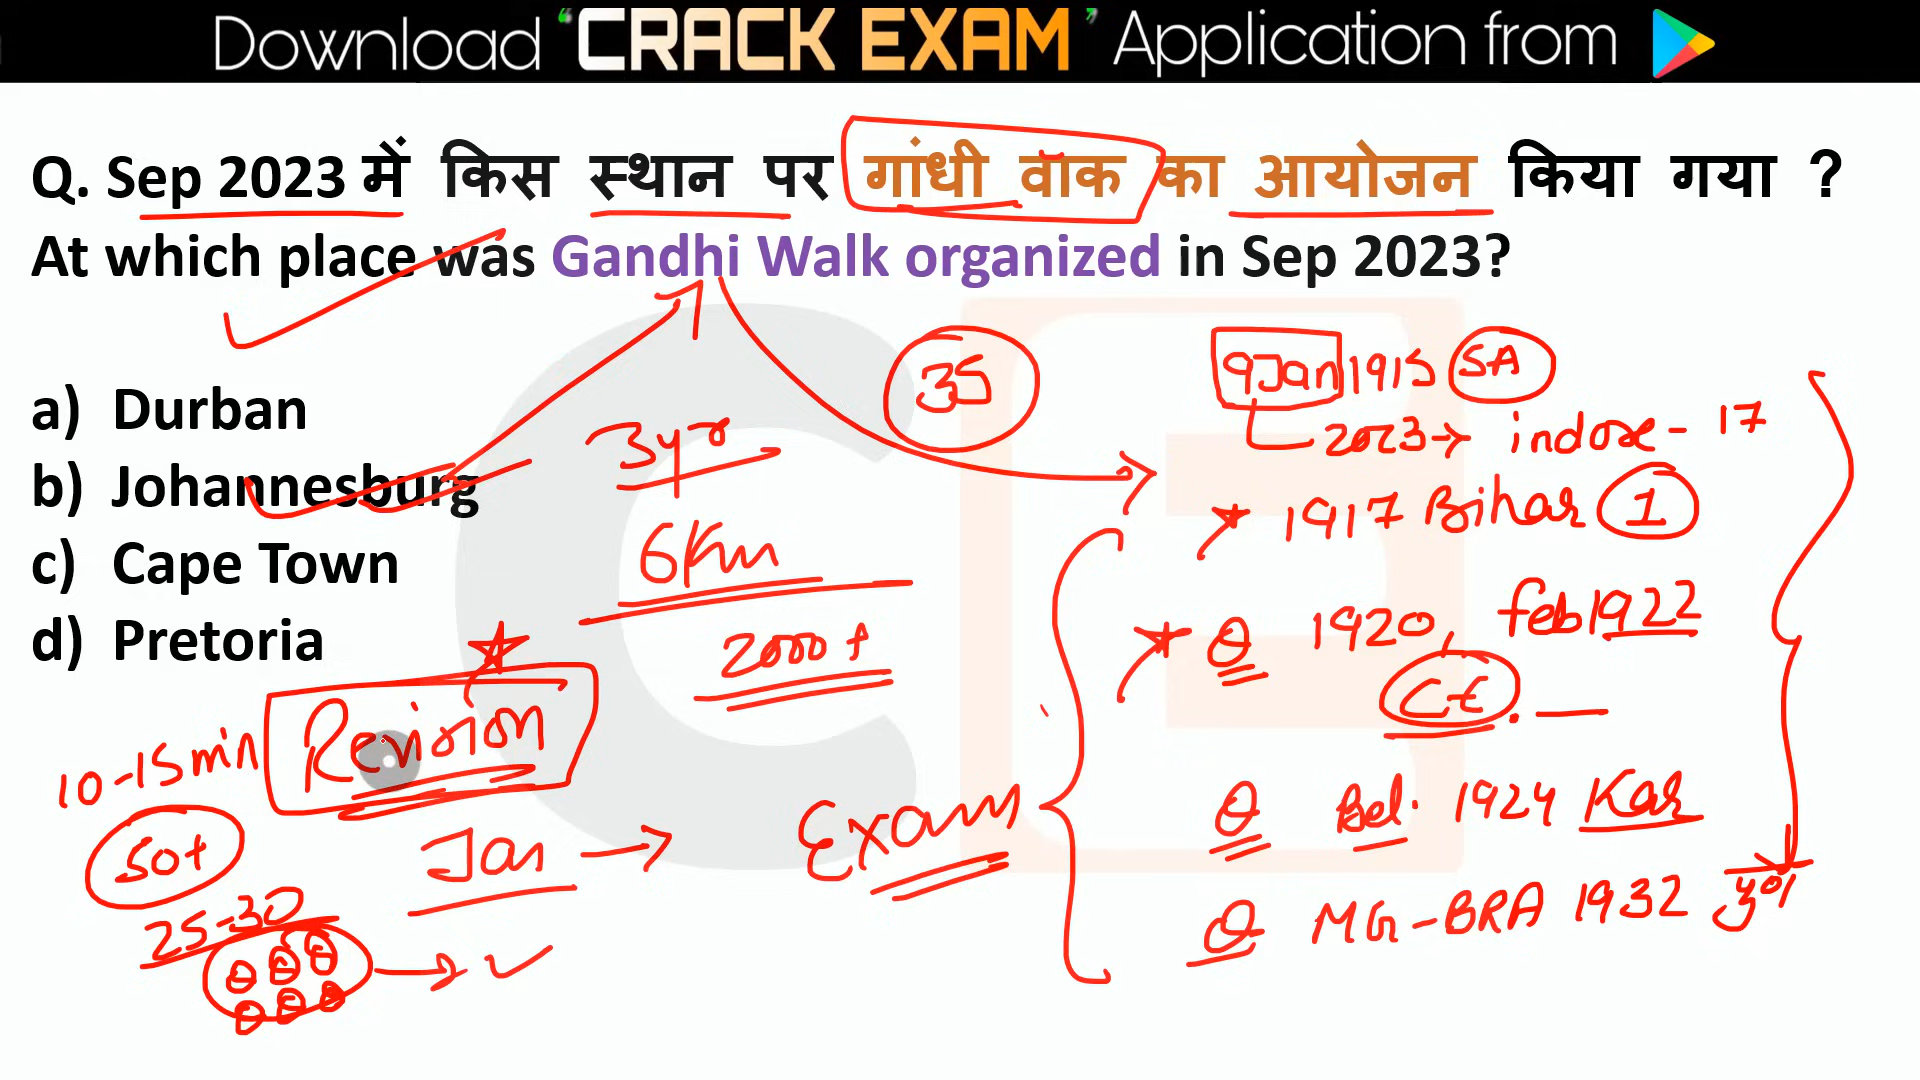 Download “CRACK EXAM” Application from
Q. Sep 2023 में किस स्थान पर गांधी वॉक का आयोजन किया गया ?
At which place was Gandhi Walk organized in Sep 2023?
a) Durban
b) Johannesburg
c) Cape Town
d) Pretoria
35
3yr
6Km
2000+
9Jan 1915 SA
2023→ indore - 17
1917 Bihar 1
Q 1920, feb1922
Q Bel. 1924 Kar
Q MG-BRA 1932
10-15 min Revision
50+
Jan → Exam
25-30